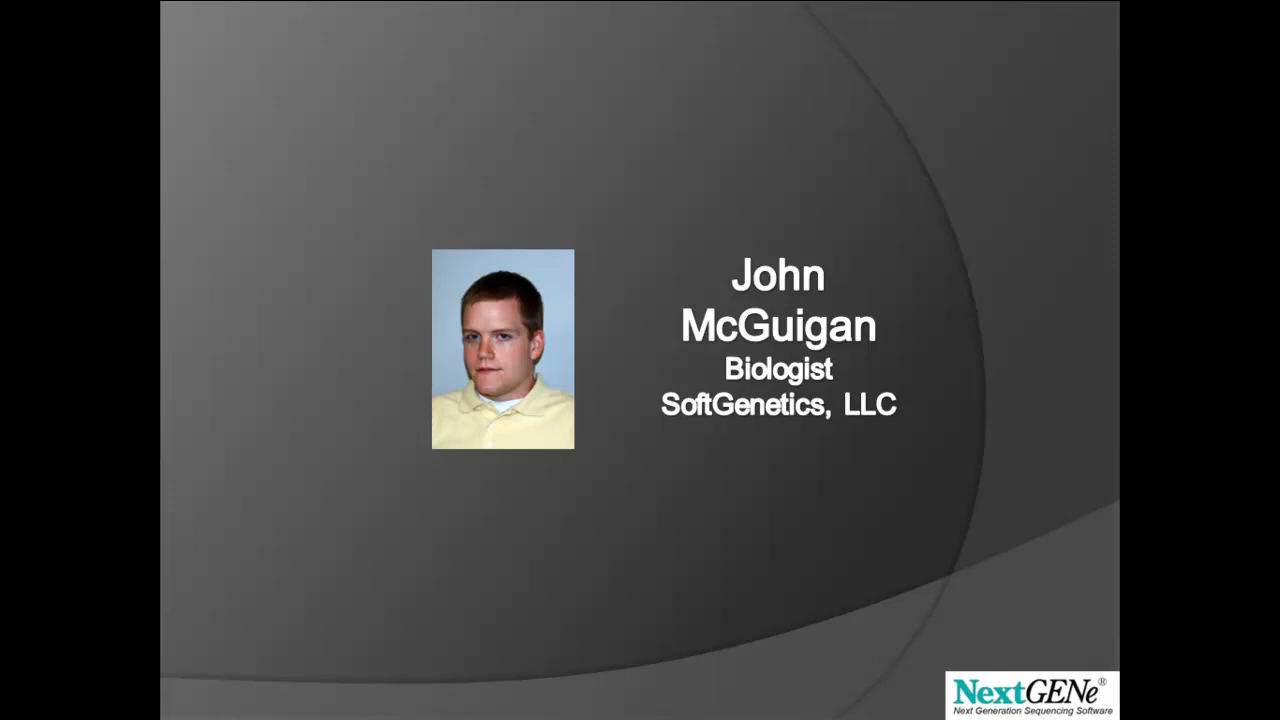 John
McGuigan
Biologist
SoftGenetics, LLC
NextGENe®
Next Generation Sequencing Software